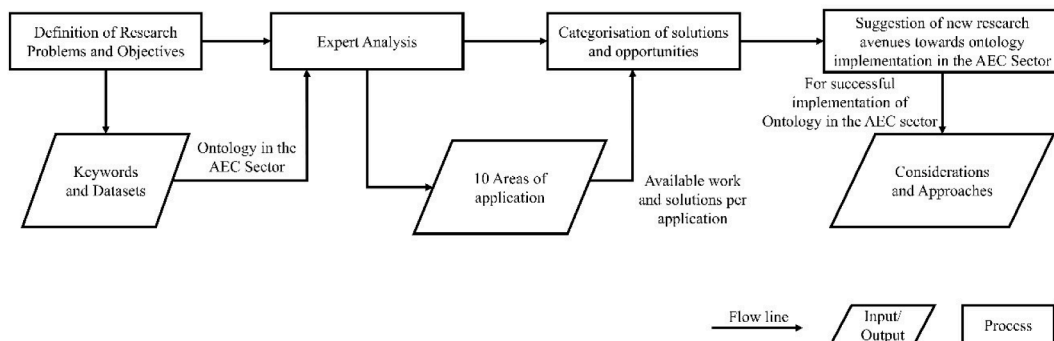 Definition of Research
Problems and Objectives
Expert Analysis
Categorisation of solutions
and opportunities
Suggestion of new research
avenues towards ontology
implementation in the AEC Sector
For successful
implementation of
Ontology in the AEC sector
Keywords
and Datasets
Ontology in the
AEC Sector
10 Areas of
application
Available work
and solutions per
application
Considerations
and Approaches
Flow line
Input/
Output
Process